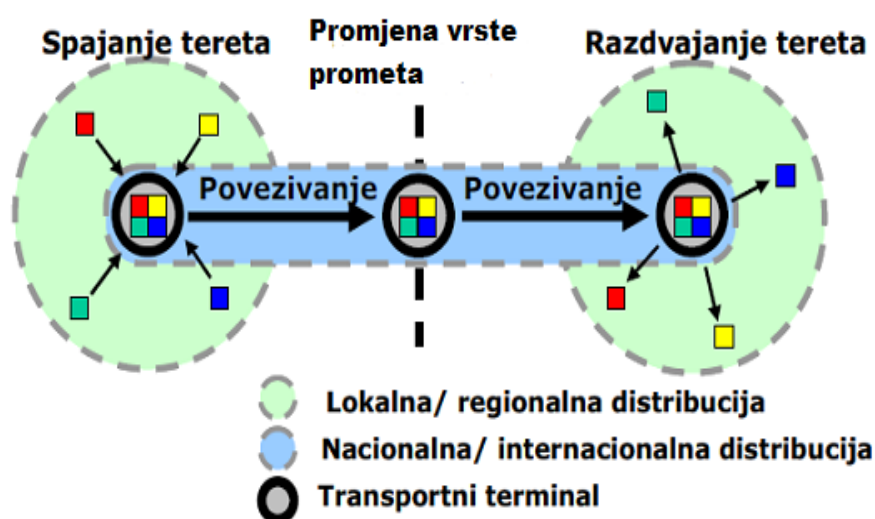 Spajanje tereta
Promjena vrste
prometa
Razdvajanje tereta
Povezivanje
Povezivanje
Lokalna/ regionalna distribucija
Nacionalna/ internacionalna distribucija
Transportni terminal